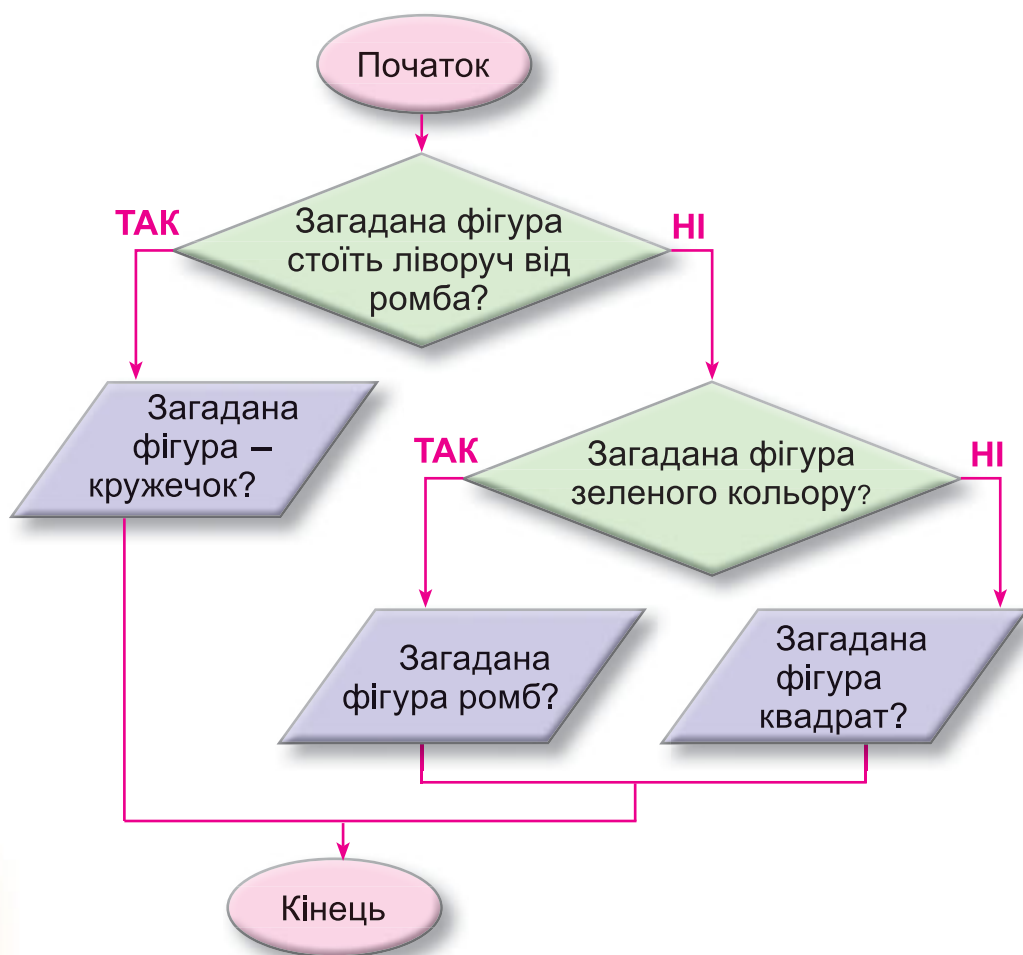 Початок
ТАК
Загадана фігура
стоїть ліворуч від
ромба?
НІ
Загадана
фігура –
кружечок?
ТАК
Загадана фігура
зеленого кольору?
НІ
Загадана
фігура ромб?
Загадана
фігура
квадрат?
Кінець